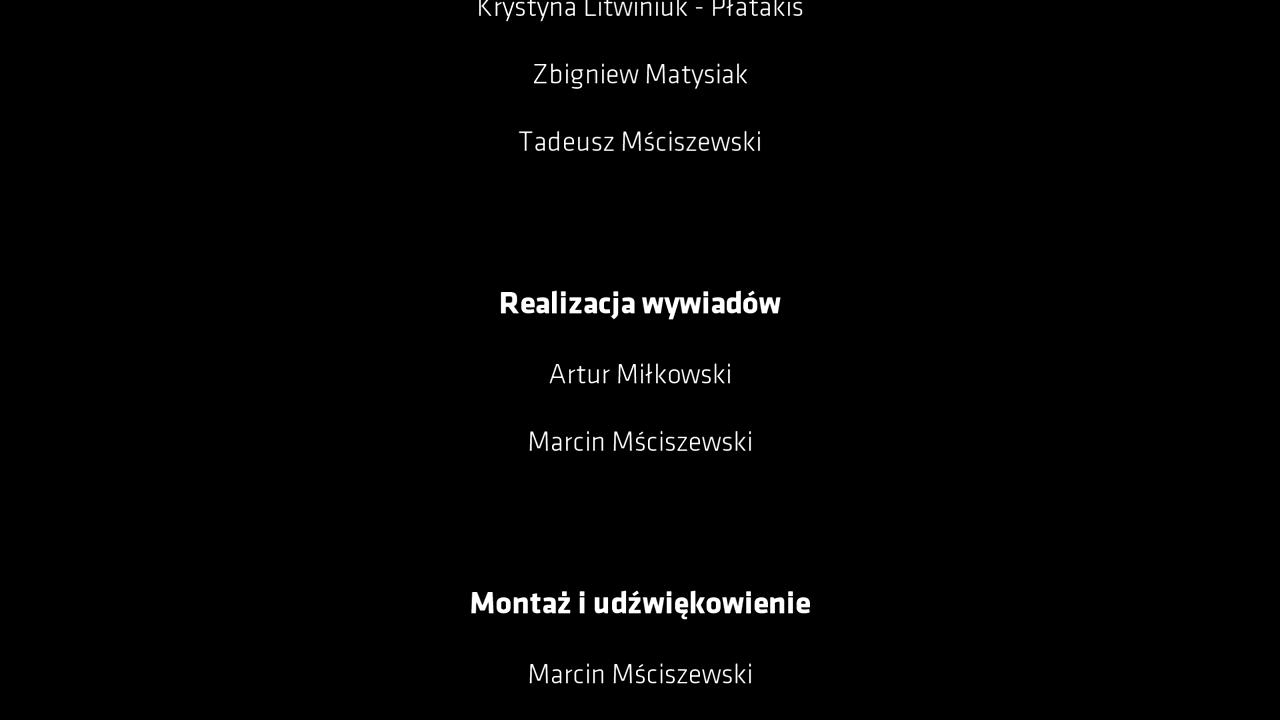 Krystyna Litwiniuk - Płatakis
Zbigniew Matysiak
Tadeusz Mściszewski
Realizacja wywiadów
Artur Miłkowski
Marcin Mściszewski
Montaż i udźwiękowienie
Marcin Mściszewski